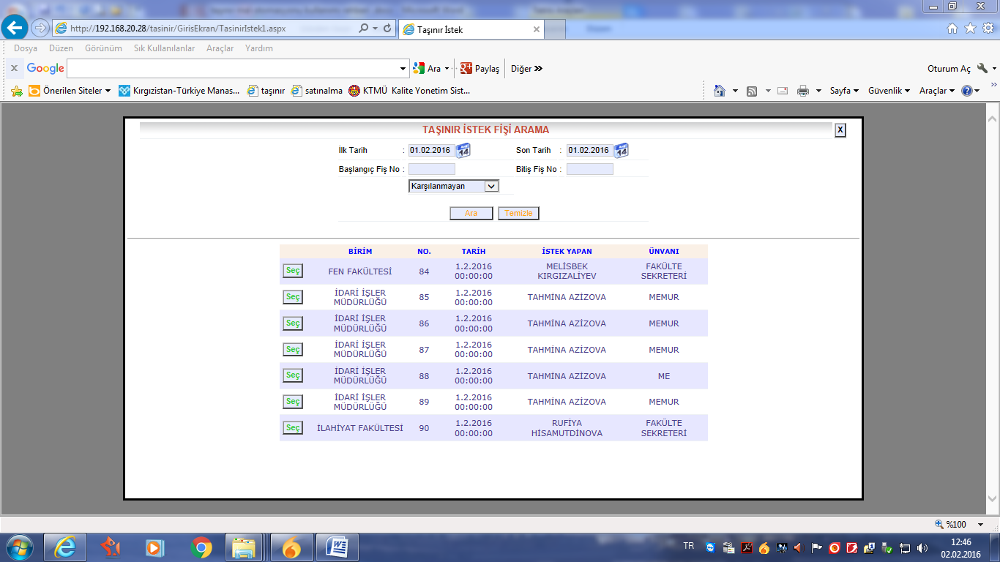 http://192.168.20.28/tasinir/GirisEkran/TasinirIstek1.aspx
Taşınır İstek
Dosya Düzen Görünüm Sık Kullanılanlar Araçlar Yardım
x Google Ara Paylaş Diğer Oturum Aç
Önerilen Siteler Kırgızistan-Türkiye Manas... taşınır satınalma KTMÜ Kalite Yonetim Sist... Sayfa Güvenlik Araçlar
TAŞINIR İSTEK FİŞİ ARAMA X
İlk Tarih : 01.02.2016 Son Tarih : 01.02.2016
Başlangıç Fiş No : Bitiş Fiş No :
Karşılanmayan
Ara Temizle
BİRİM NO. TARİH İSTEK YAPAN ÜNVANI
Seç FEN FAKÜLTESİ 84 1.2.2016 00:00:00 MELİSBEK KIRGIZALİYEV FAKÜLTE SEKRETERİ
Seç İDARİ İŞLER MÜDÜRLÜĞÜ 85 1.2.2016 00:00:00 TAHMİNA AZİZOVA MEMUR
Seç İDARİ İŞLER MÜDÜRLÜĞÜ 86 1.2.2016 00:00:00 TAHMİNA AZİZOVA MEMUR
Seç İDARİ İŞLER MÜDÜRLÜĞÜ 87 1.2.2016 00:00:00 TAHMİNA AZİZOVA MEMUR
Seç İDARİ İŞLER MÜDÜRLÜĞÜ 88 1.2.2016 00:00:00 TAHMİNA AZİZOVA ME
Seç İDARİ İŞLER MÜDÜRLÜĞÜ 89 1.2.2016 00:00:00 TAHMİNA AZİZOVA MEMUR
Seç İLAHİYAT FAKÜLTESİ 90 1.2.2016 00:00:00 RUFİYA HİSAMUTDİNOVA FAKÜLTE SEKRETERİ
%100
TR 12:46
02.02.2016